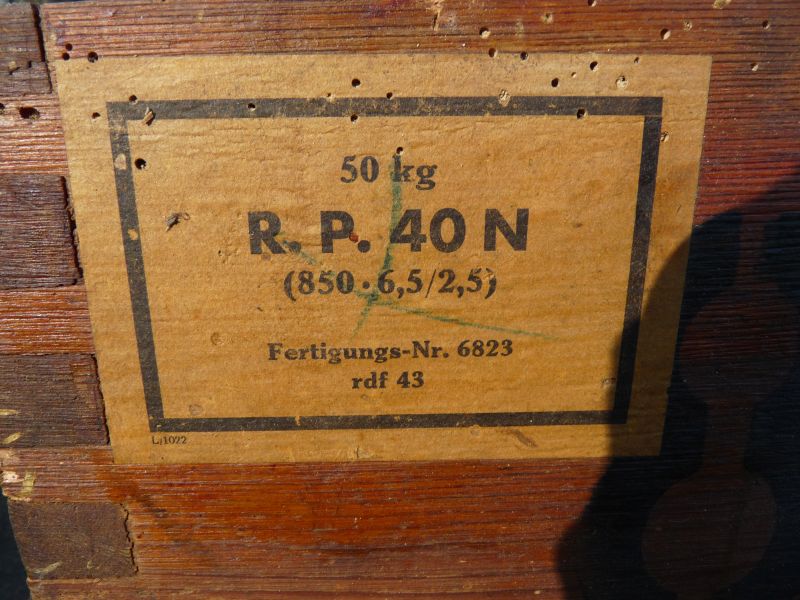 50 kg
R. P. 40 N
(850 · 6,5/2,5)
Fertigungs-Nr. 6823
rdf 43
L/1022